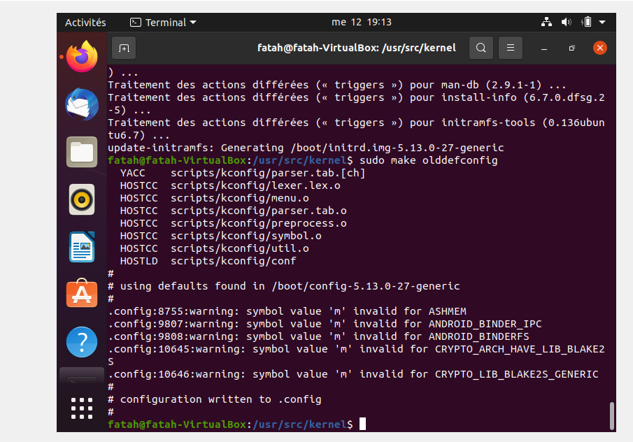 Activités
Terminal
me 12 19:13
fatah@fatah-VirtualBox: /usr/src/kernel
) ...
Traitement des actions différées (« triggers ») pour man-db (2.9.1-1) ...
Traitement des actions différées (« triggers ») pour install-info (6.7.0.dfsg.2
-5) ...
Traitement des actions différées (« triggers ») pour initramfs-tools (0.136ubun
tu6.7) ...
update-initramfs: Generating /boot/initrd.img-5.13.0-27-generic
fatah@fatah-VirtualBox:/usr/src/kernel$ sudo make olddefconfig
YACC scripts/kconfig/parser.tab.[ch]
HOSTCC scripts/kconfig/lexer.lex.o
HOSTCC scripts/kconfig/menu.o
HOSTCC scripts/kconfig/parser.tab.o
HOSTCC scripts/kconfig/preprocess.o
HOSTCC scripts/kconfig/symbol.o
HOSTCC scripts/kconfig/util.o
HOSTLD scripts/kconfig/conf
#
# using defaults found in /boot/config-5.13.0-27-generic
#
.config:8755:warning: symbol value 'm' invalid for ASHMEM
.config:9807:warning: symbol value 'm' invalid for ANDROID_BINDER_IPC
.config:9808:warning: symbol value 'm' invalid for ANDROID_BINDERFS
.config:10645:warning: symbol value 'm' invalid for CRYPTO_ARCH_HAVE_LIB_BLAKE2
S
.config:10646:warning: symbol value 'm' invalid for CRYPTO_LIB_BLAKE2S_GENERIC
#
# configuration written to .config
#
fatah@fatah-VirtualBox:/usr/src/kernel$